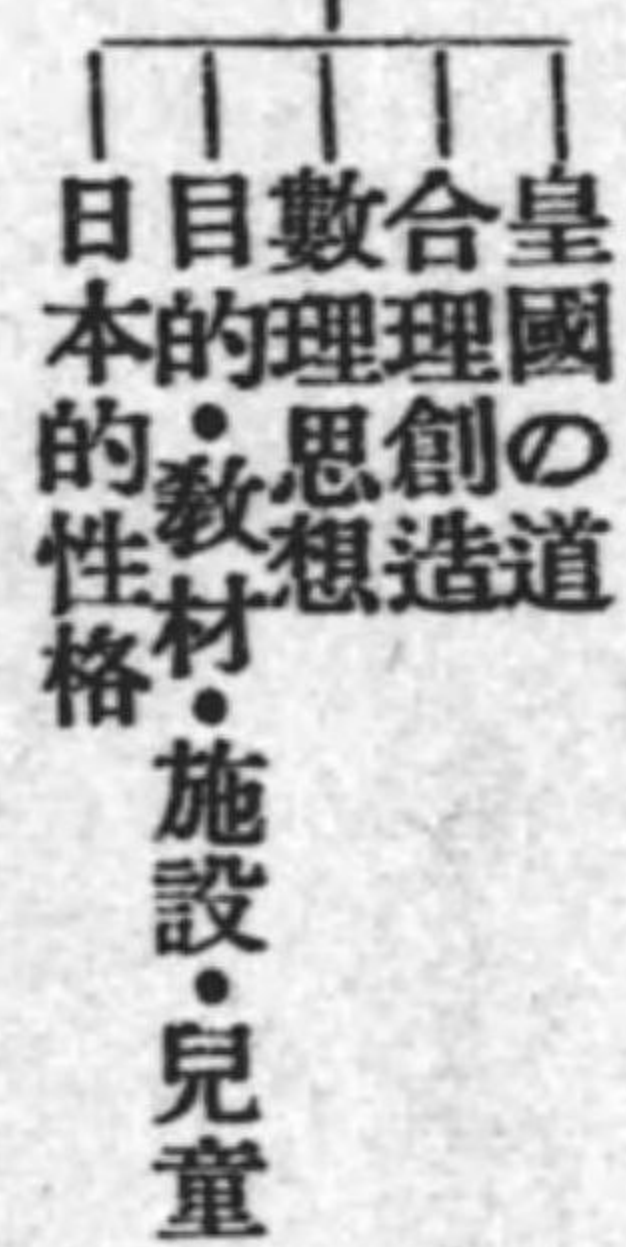 皇國の道
合理創造
數理思想
目的・教材・施設・兒童
日本的性格